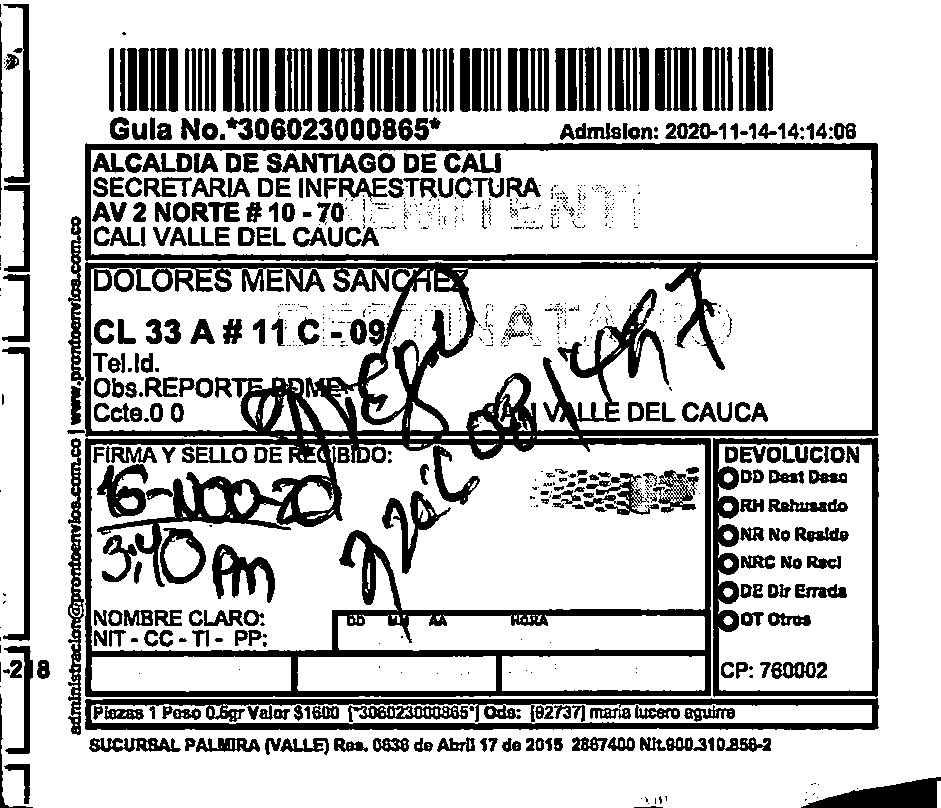 Guia No.*306023000865*
Admision: 2020-11-14-14:14:06
ALCALDIA DE SANTIAGO DE CALI
SECRETARIA DE INFRAESTRUCTURA
AV 2 NORTE # 10 - 70
CALI VALLE DEL CAUCA
DOLORES MENA SANCHEZ
DESTINATARIO
CL 33 A # 11 C - 09
Tel.Id.
Obs.REPORTE BDME
Ccte.0 0
CALI VALLE DEL CAUCA
FIRMA Y SELLO DE RECIBIDO:
16-NOO-20
3:40 pm
NOMBRE CLARO:
NIT - CC - TI - PP:
DD MM AA HORA
DEVOLUCION
DD Dest Desc
RH Rehusado
NR No Reside
NRC No Recl
DE Dir Errada
OT Otros
CP: 760002
Piezas 1 Peso 0.5gr Valor $1600 [*306023000865*] Ods: [92737] maria lucero aguirre
SUCURSAL PALMIRA (VALLE) Res. 0636 de Abril 17 de 2015 2867400 Nit.900.310.856-2
administracion@prontoenvios.com.co | www.prontoenvios.com.co
-218